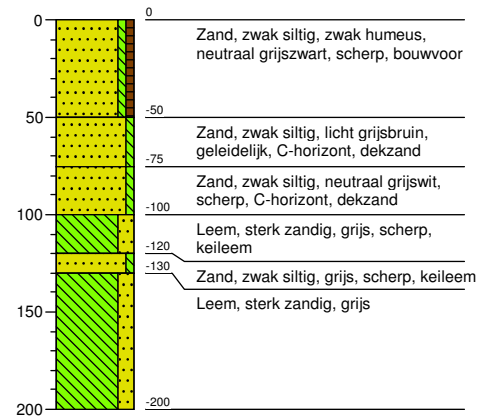 0
0
Zand, zwak siltig, zwak humeus,
neutraal grijszwart, scherp, bouwvoor
50
-50
Zand, zwak siltig, licht grijsbruin,
geleidelijk, C-horizont, dekzand
-75
Zand, zwak siltig, neutraal grijswit,
scherp, C-horizont, dekzand
100
-100
Leem, sterk zandig, grijs, scherp,
keileem
-120
-130
Zand, zwak siltig, grijs, scherp, keileem
Leem, sterk zandig, grijs
150
200
-200